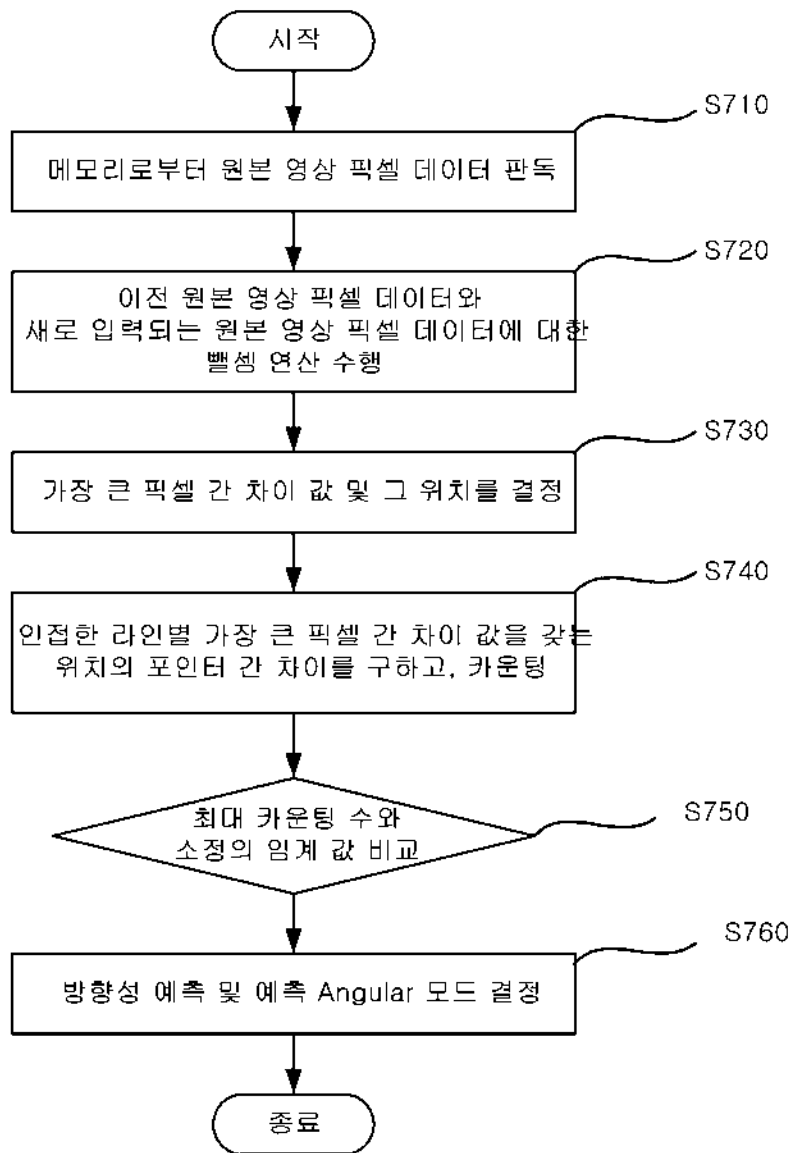 시작
S710
메모리로부터 원본 영상 픽셀 데이터 판독
S720
이전 원본 영상 픽셀 데이터와
새로 입력되는 원본 영상 픽셀 데이터에 대한
뺄셈 연산 수행
S730
가장 큰 픽셀 간 차이 값 및 그 위치를 결정
S740
인접한 라인별 가장 큰 픽셀 간 차이 값을 갖는
위치의 포인터 간 차이를 구하고, 카운팅
S750
최대 카운팅 수와
소정의 임계 값 비교
S760
방향성 예측 및 예측 Angular 모드 결정
종료